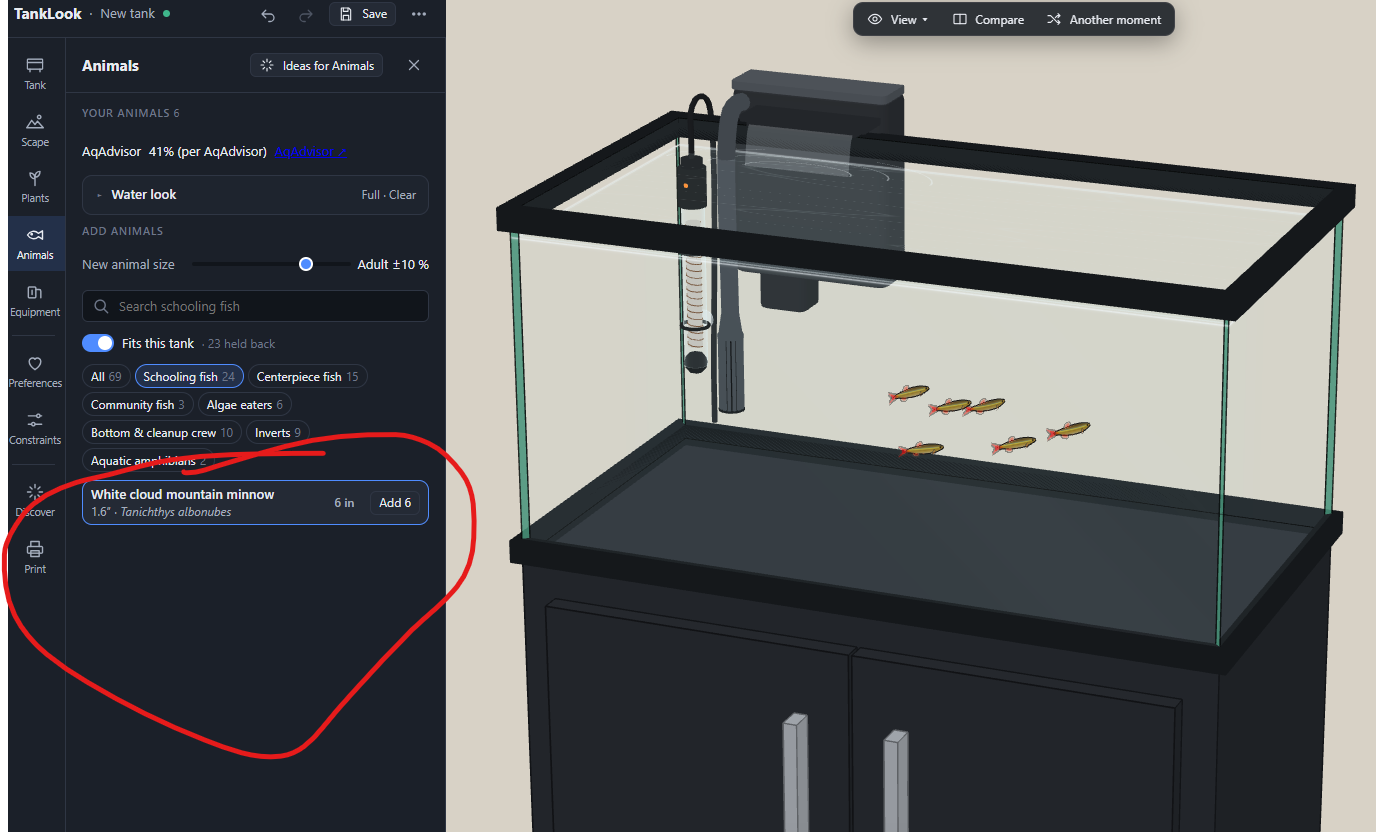 TankLook · New tank
Save
View
Compare
Another moment
Tank
Scape
Plants
Animals
Equipment
Preferences
Constraints
Discover
Print
Animals
Ideas for Animals
YOUR ANIMALS 6
AqAdvisor 41% (per AqAdvisor) AqAdvisor
Water look
Full · Clear
ADD ANIMALS
New animal size
Adult ±10 %
Search schooling fish
Fits this tank · 23 held back
All 69
Schooling fish 24
Centerpiece fish 15
Community fish 3
Algae eaters 6
Bottom & cleanup crew 10
Inverts 9
Aquatic amphibians 2
White cloud mountain minnow
1.6" · Tanichthys albonubes
6 in
Add 6